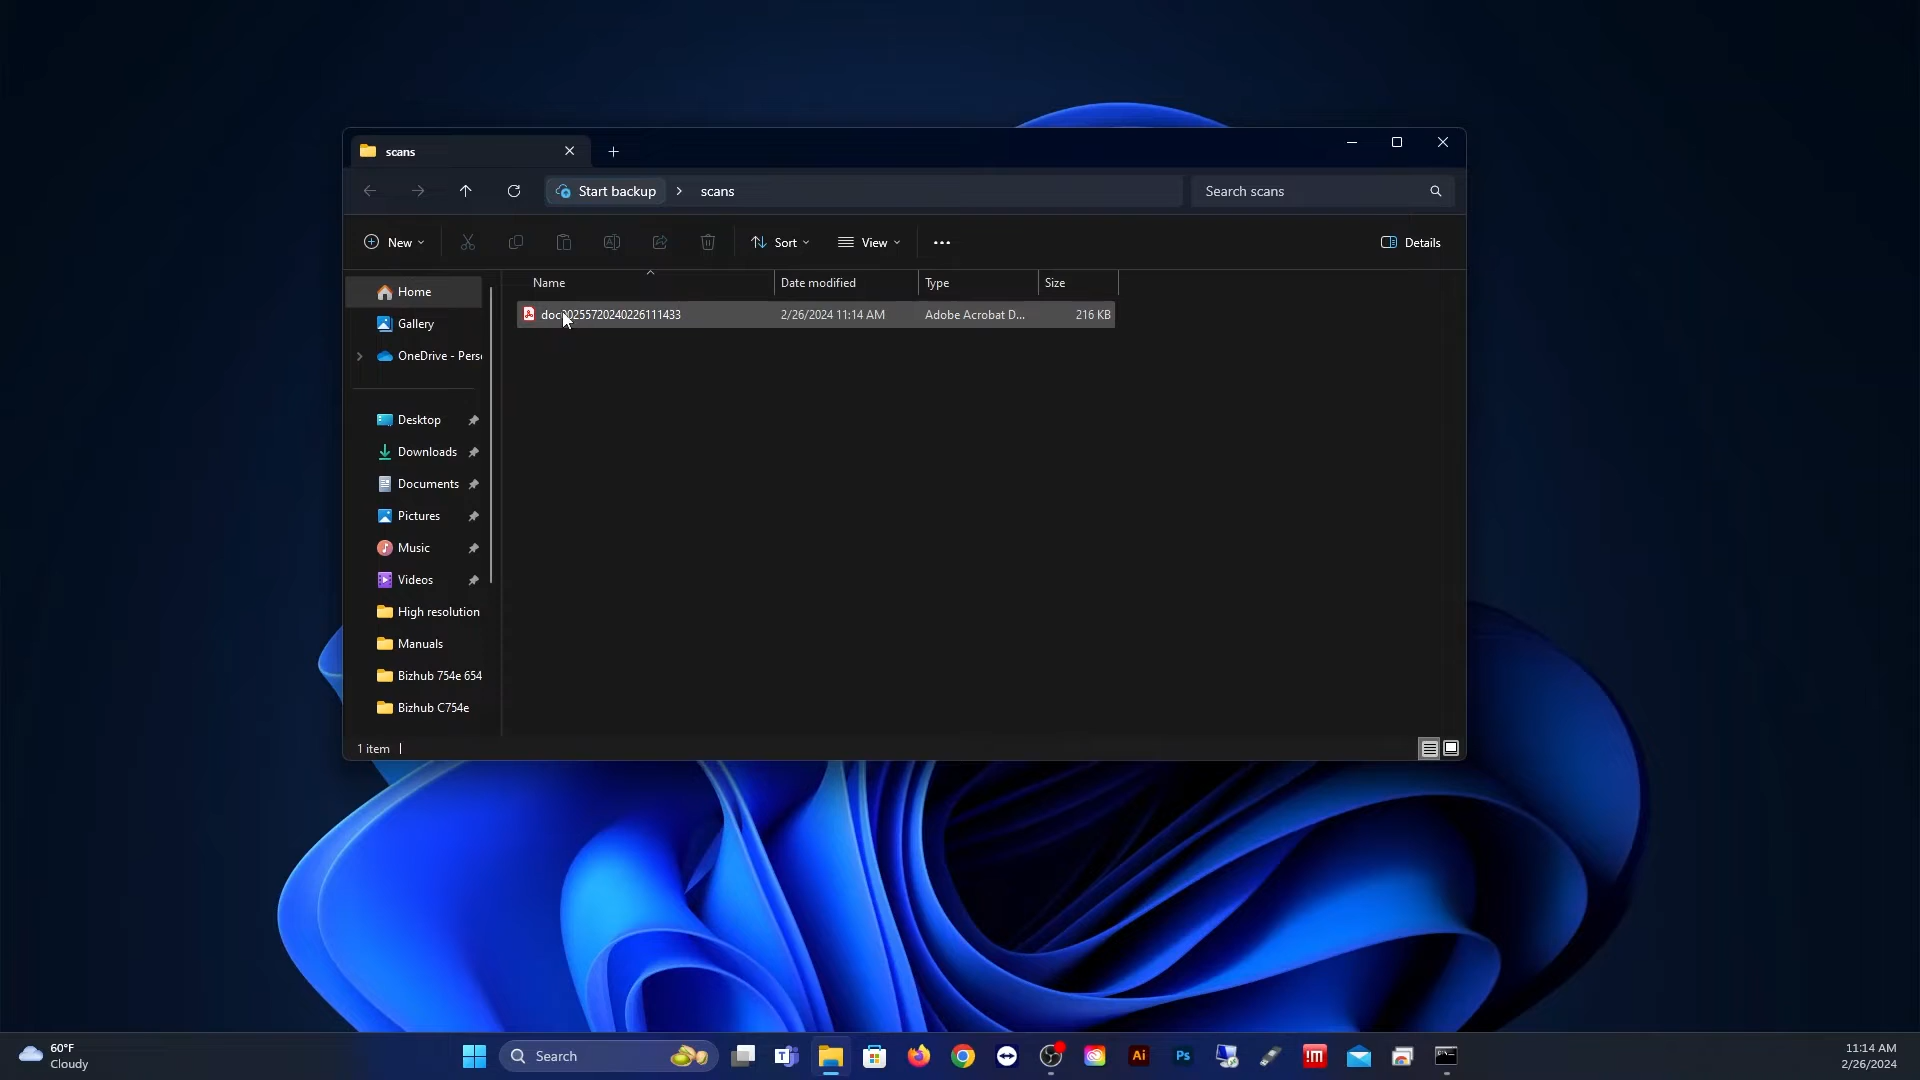 scans
Start backup
scans
Search scans
New
Sort
View
Details
Name
Date modified
Type
Size
2/26/2024 11:14 AM
Adobe Acrobat D...
216 KB
Home
Gallery
OneDrive - Pers
Desktop
Downloads
Documents
Pictures
Music
Videos
High resolution
Manuals
Bizhub 754e 654
Bizhub C754e
1 item
60°F
Cloudy
Search
Ai
Ps
!m
11:14 AM
2/26/2024